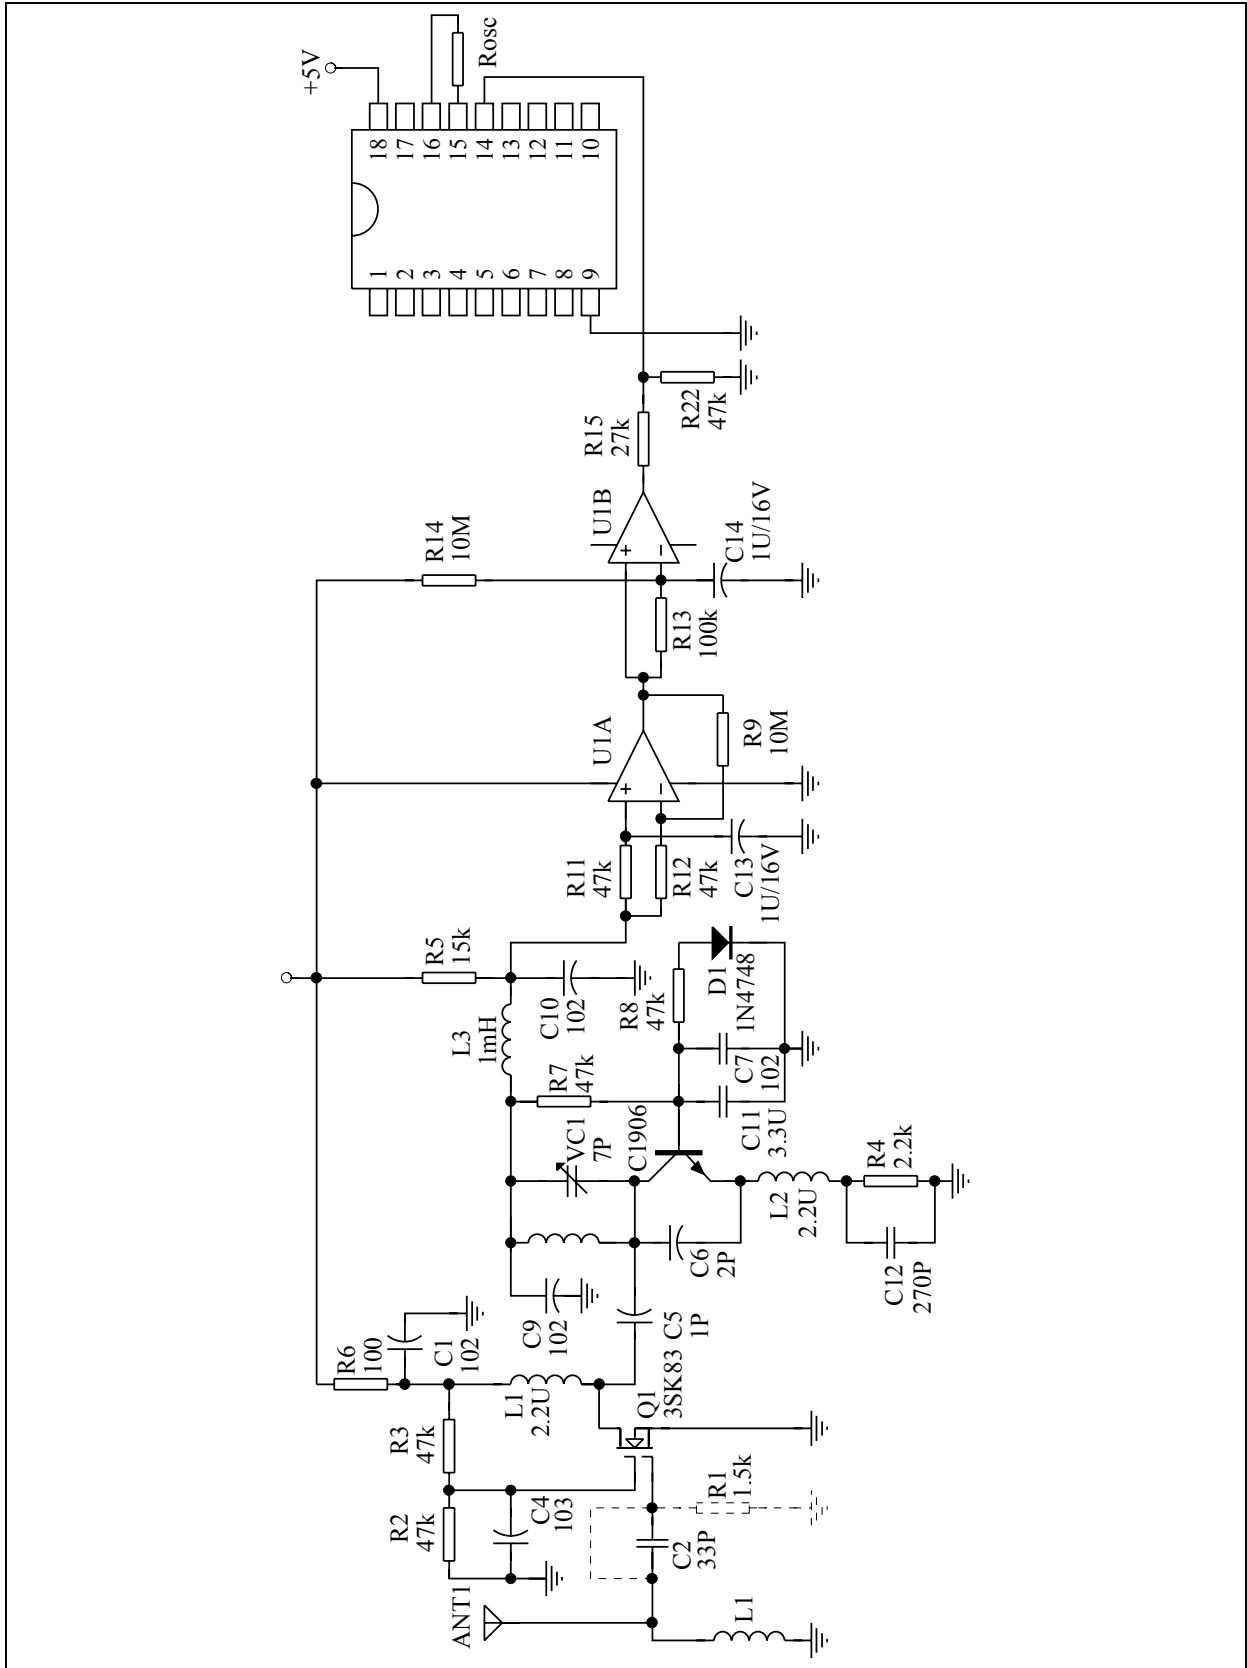 +5V
Rosc
18
17
16
15
14
13
12
11
10
1
2
3
4
5
6
7
8
9
R22
47k
R15
27k
U1B
+
−
R14
10M
C14
1U/16V
R13
100k
U1A
+
−
R9
10M
R11
47k
R12
47k
C13
1U/16V
R5
15k
L3
1mH
C10
102
R8
47k
D1
1N4748
R7
47k
C7
102
C11
3.3U
VC1
7P
C1906
L2
2.2U
R4
2.2k
C12
270P
C6
2P
C9
102
C5
1P
R6
100
C1
102
L1
2.2U
Q1
3SK83
R3
47k
R2
47k
C4
103
R1
1.5k
C2
33P
ANT1
L1